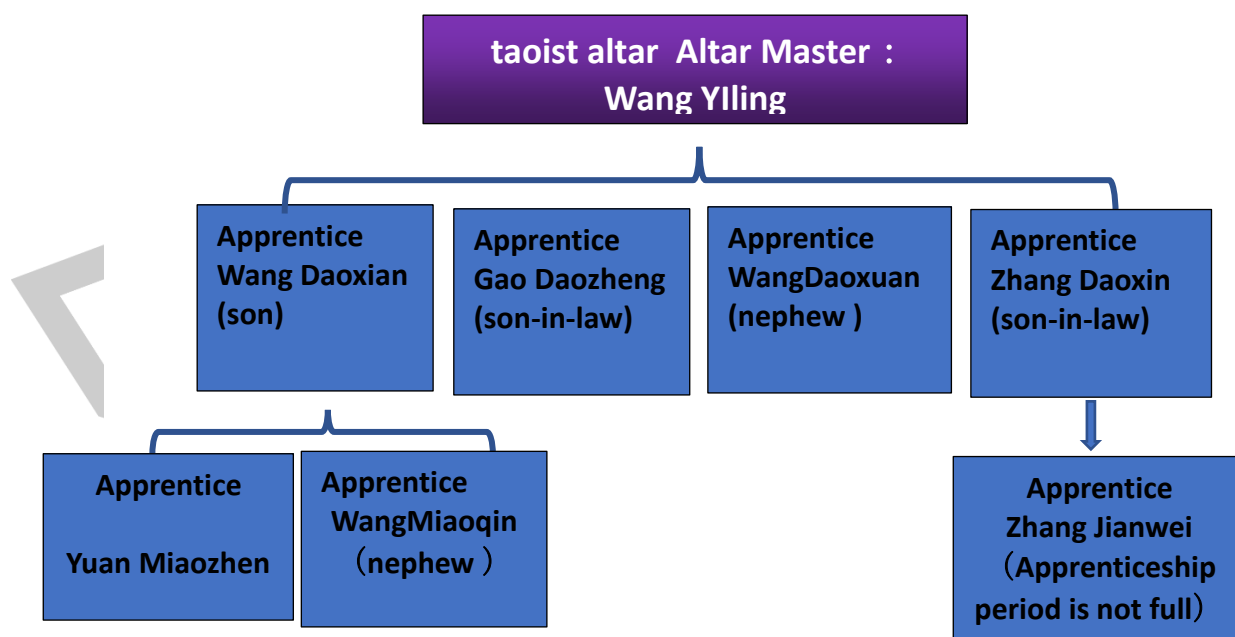 taoist altar Altar Master：
Wang YIling
Apprentice
Wang Daoxian
(son)
Apprentice
Gao Daozheng
(son-in-law)
Apprentice
WangDaoxuan
(nephew )
Apprentice
Zhang Daoxin
(son-in-law)
Apprentice
Yuan Miaozhen
Apprentice
WangMiaoqin
（nephew ）
Apprentice
Zhang Jianwei
（Apprenticeship
period is not full）